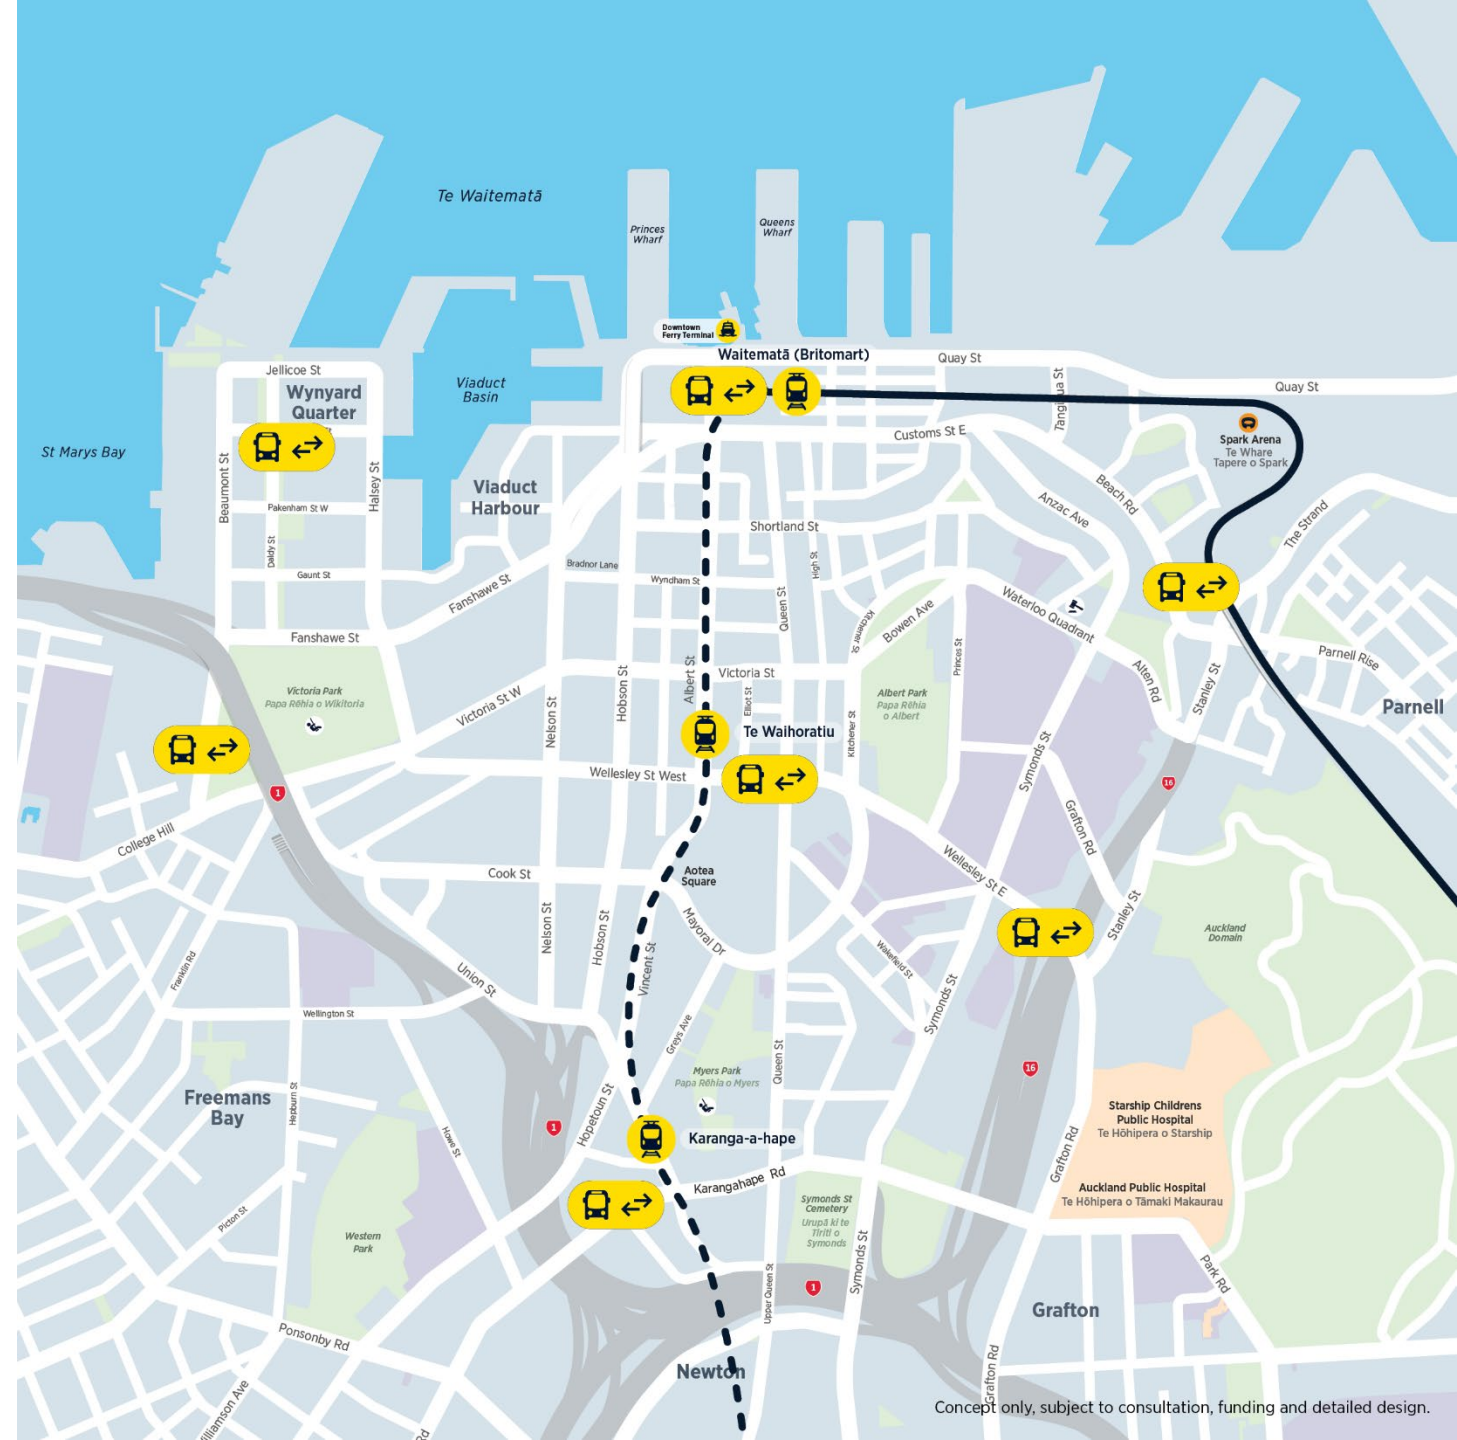 Te Waitematā
Princes
Wharf
Queens
Wharf
Downtown
Ferry Terminal
Waitematā (Britomart)
Quay St
Quay St
Jellicoe St
Wynyard
Quarter
Viaduct
Basin
St Marys Bay
Tangihua St
Customs St E
Spark Arena
Te Whare
Tapere o Spark
Beaumont St
Halsey St
Viaduct
Harbour
Beach Rd
Anzac Ave
The Strand
Pakenham St W
Shortland St
Daldy St
High St
Bradnor Lane
Gaunt St
Wyndham St
Fanshawe St
Queen St
Waterloo Quadrant
Kitchener St
Bowen Ave
Fanshawe St
Princes St
Parnell Rise
Victoria St
Alten Rd
Stanley St
Albert St
Hobson St
Elliot St
Victoria Park
Papa Rēhia o Wikitoria
Victoria St W
Nelson St
Albert Park
Papa Rēhia
o Albert
Parnell
Te Waihoratiu
Kitchener St
Symonds St
Wellesley St West
1
16
College Hill
Grafton Rd
Cook St
Aotea
Square
Wellesley St E
Nelson St
Hobson St
Mayoral Dr
Stanley St
Auckland
Domain
Vincent St
Wakefield St
Franklin Rd
Union St
Symonds St
Wellington St
Greys Ave
Queen St
Myers Park
Papa Rēhia o Myers
16
Freemans
Bay
Hepburn St
Hopetoun St
1
Howe St
Karanga-a-hape
Starship Childrens
Public Hospital
Te Hōhipera o Starship
Grafton Rd
Karangahape Rd
Auckland Public Hospital
Te Hōhipera o Tāmaki Makaurau
Symonds St
Cemetery
Urupā ki te
Tiriti o
Symonds
Picton St
Western
Park
Symonds St
Park Rd
Upper Queen St
1
Grafton
Ponsonby Rd
Newton
Grafton Rd
Concept only, subject to consultation, funding and detailed design.